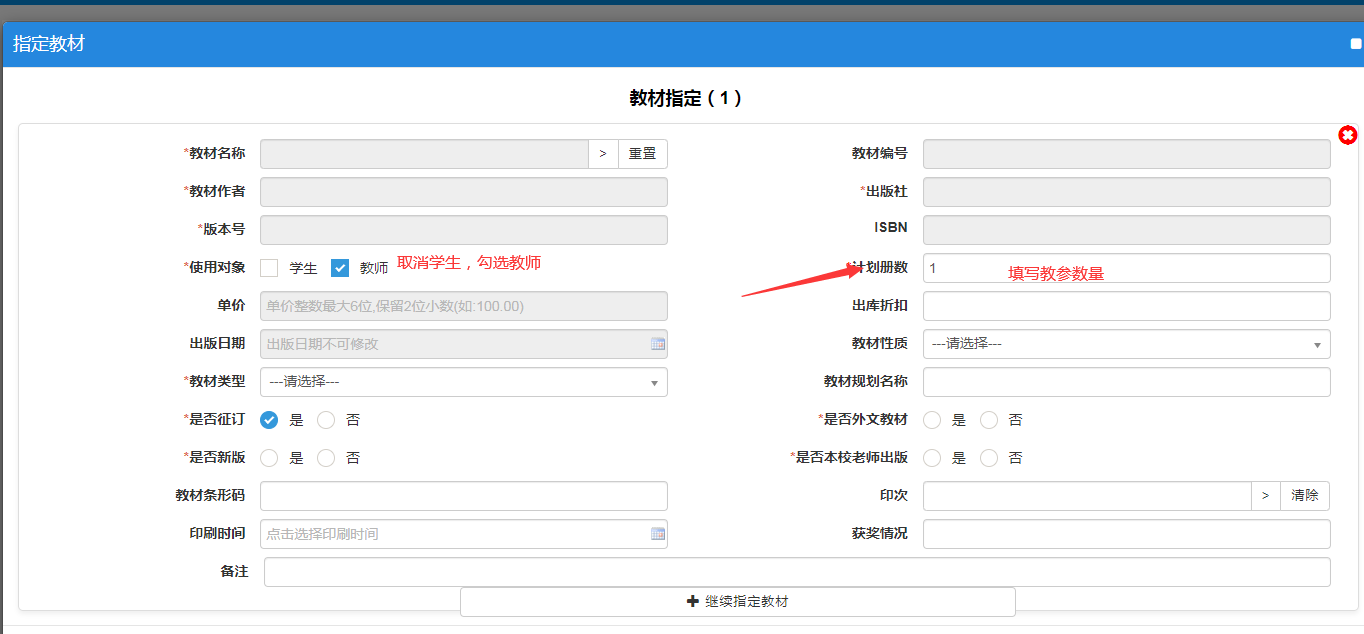 指定教材
教材指定（1）
*教材名称 > 重置 教材编号
*教材作者 *出版社
*版本号 ISBN
*使用对象 学生 教师 取消学生，勾选教师 *计划册数 1 填写教参数量
单价 单价整数最大6位,保留2位小数(如:100.00) 出库折扣
出版日期 出版日期不可修改 教材性质 ---请选择---
*教材类型 ---请选择--- 教材规划名称
*是否征订 是 否 *是否外文教材 是 否
*是否新版 是 否 *是否本校老师出版 是 否
教材条形码 印次 > 清除
印刷时间 点击选择印刷时间 获奖情况
备注
继续指定教材